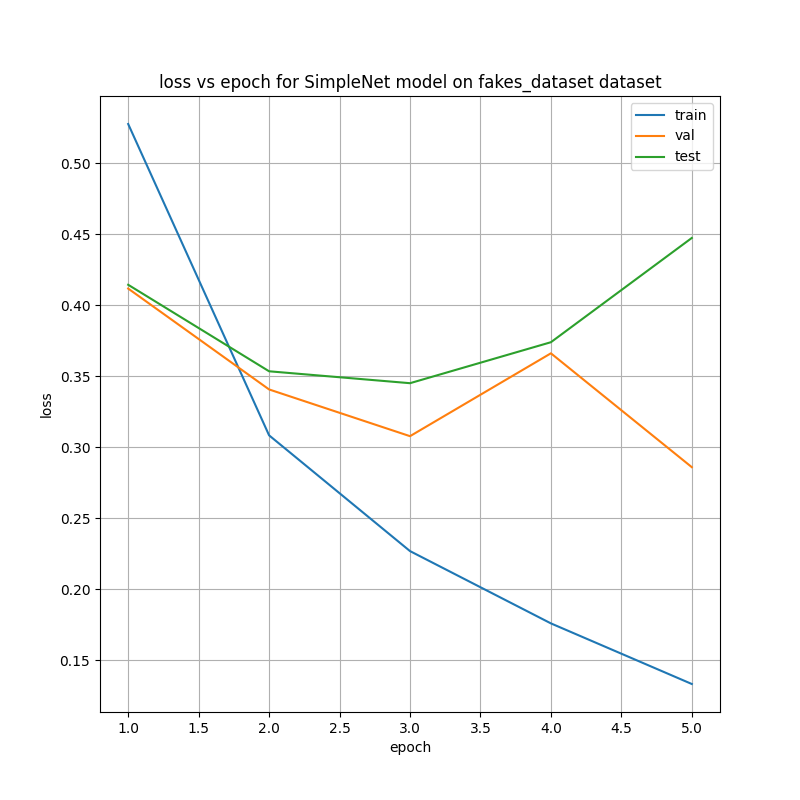 loss vs epoch for SimpleNet model on fakes_dataset dataset
train
val
test
0.50
0.45
0.40
0.35
0.30
0.25
0.20
0.15
loss
1.0 1.5 2.0 2.5 3.0 3.5 4.0 4.5 5.0
epoch